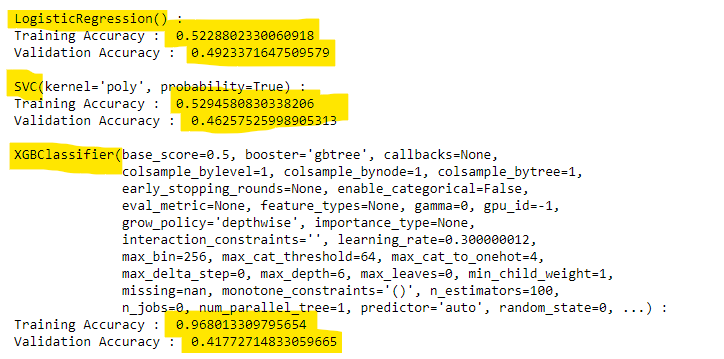 LogisticRegression() :
Training Accuracy :  0.5228802330060918
Validation Accuracy :  0.4923371647509579
SVC(kernel='poly', probability=True) :
Training Accuracy :  0.5294580830338206
Validation Accuracy :  0.46257525998905313
XGBClassifier(base_score=0.5, booster='gbtree', callbacks=None,
colsample_bylevel=1, colsample_bynode=1, colsample_bytree=1,
early_stopping_rounds=None, enable_categorical=False,
eval_metric=None, feature_types=None, gamma=0, gpu_id=-1,
grow_policy='depthwise', importance_type=None,
interaction_constraints='', learning_rate=0.300000012,
max_bin=256, max_cat_threshold=64, max_cat_to_onehot=4,
max_delta_step=0, max_depth=6, max_leaves=0, min_child_weight=1,
missing=nan, monotone_constraints='()', n_estimators=100,
n_jobs=0, num_parallel_tree=1, predictor='auto', random_state=0, ...) :
Training Accuracy :  0.968013309795654
Validation Accuracy :  0.41772714833059665